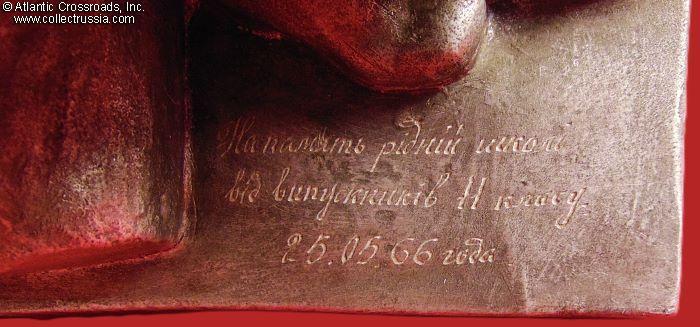 © Atlantic Crossroads, Inc.
www.collectrussia.com
На память рідній школі
від випускників 11 класу
25.05.66 года